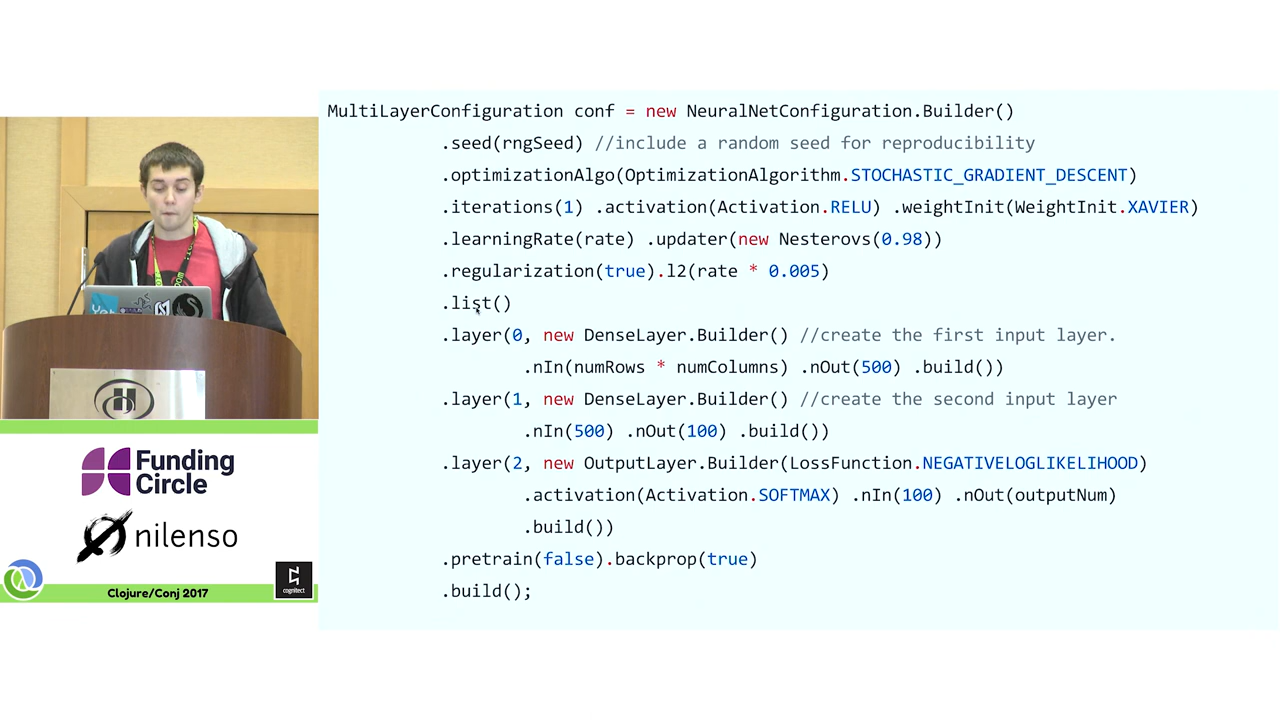 MultiLayerConfiguration conf = new NeuralNetConfiguration.Builder()
.seed(rngSeed) //include a random seed for reproducibility
.optimizationAlgo(OptimizationAlgorithm.STOCHASTIC_GRADIENT_DESCENT)
.iterations(1) .activation(Activation.RELU) .weightInit(WeightInit.XAVIER)
.learningRate(rate) .updater(new Nesterovs(0.98))
.regularization(true).l2(rate * 0.005)
.list()
.layer(0, new DenseLayer.Builder() //create the first input layer.
.nIn(numRows * numColumns) .nOut(500) .build())
.layer(1, new DenseLayer.Builder() //create the second input layer
.nIn(500) .nOut(100) .build())
.layer(2, new OutputLayer.Builder(LossFunction.NEGATIVELOGLIKELIHOOD)
.activation(Activation.SOFTMAX) .nIn(100) .nOut(outputNum)
.build())
.pretrain(false).backprop(true)
.build();
H
Funding
Circle
nilenso
Clojure/Conj 2017
cognitect